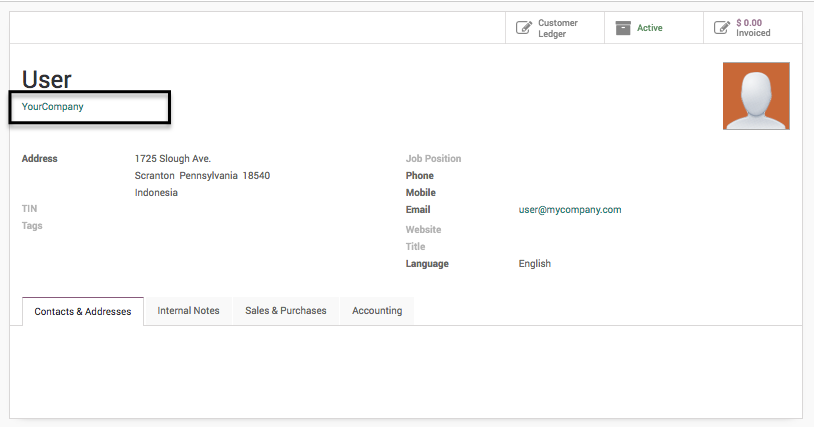 Customer
Ledger
Active
$ 0.00
Invoiced
User
YourCompany
Address 1725 Slough Ave.
Scranton Pennsylvania 18540
Indonesia
TIN
Tags
Job Position
Phone
Mobile
Email user@mycompany.com
Website
Title
Language English
Contacts & Addresses Internal Notes Sales & Purchases Accounting